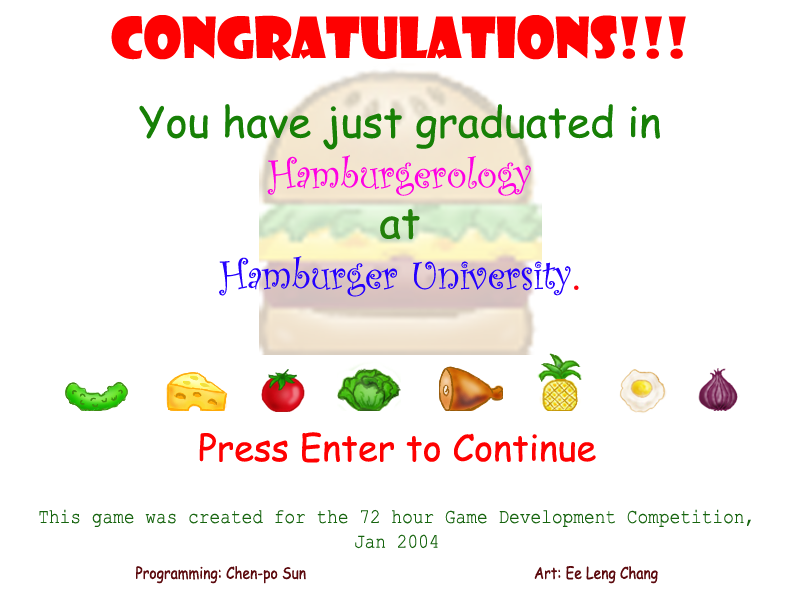 CONGRATULATIONS!!!
You have just graduated in
Hamburgerology
at
Hamburger University.
Press Enter to Continue
This game was created for the 72 hour Game Development Competition,
Jan 2004
Programming: Chen-po Sun
Art: Ee Leng Chang